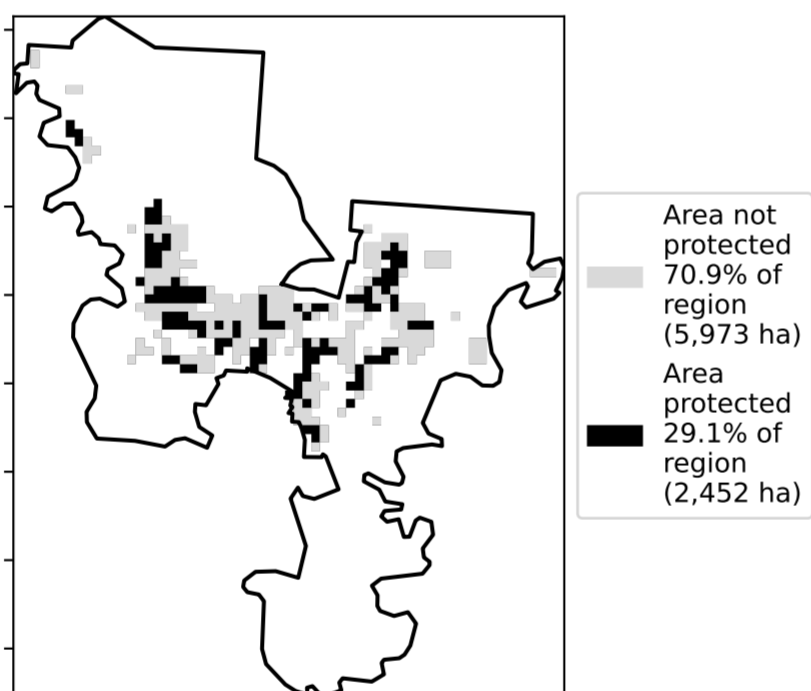 Area not
protected
70.9% of
region
(5,973 ha)
Area
protected
29.1% of
region
(2,452 ha)